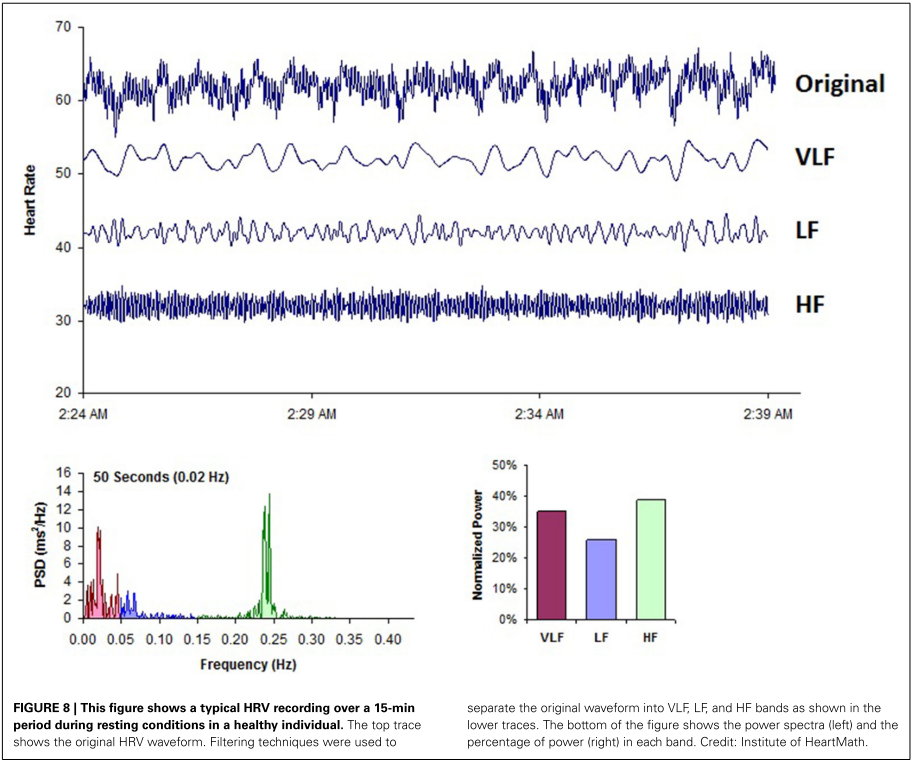 70
60
50
40
30
20
Heart Rate
Original
VLF
LF
HF
2:24 AM 2:29 AM 2:34 AM 2:39 AM
50 Seconds (0.02 Hz)
16
14
12
10
8
6
4
2
0
PSD (ms²/Hz)
0.00 0.05 0.10 0.15 0.20 0.25 0.30 0.35 0.40
Frequency (Hz)
50%
40%
30%
20%
10%
0%
Normalized Power
VLF LF HF
FIGURE 8 | This figure shows a typical HRV recording over a 15-min
period during resting conditions in a healthy individual. The top trace
shows the original HRV waveform. Filtering techniques were used to
separate the original waveform into VLF, LF, and HF bands as shown in the
lower traces. The bottom of the figure shows the power spectra (left) and the
percentage of power (right) in each band. Credit: Institute of HeartMath.